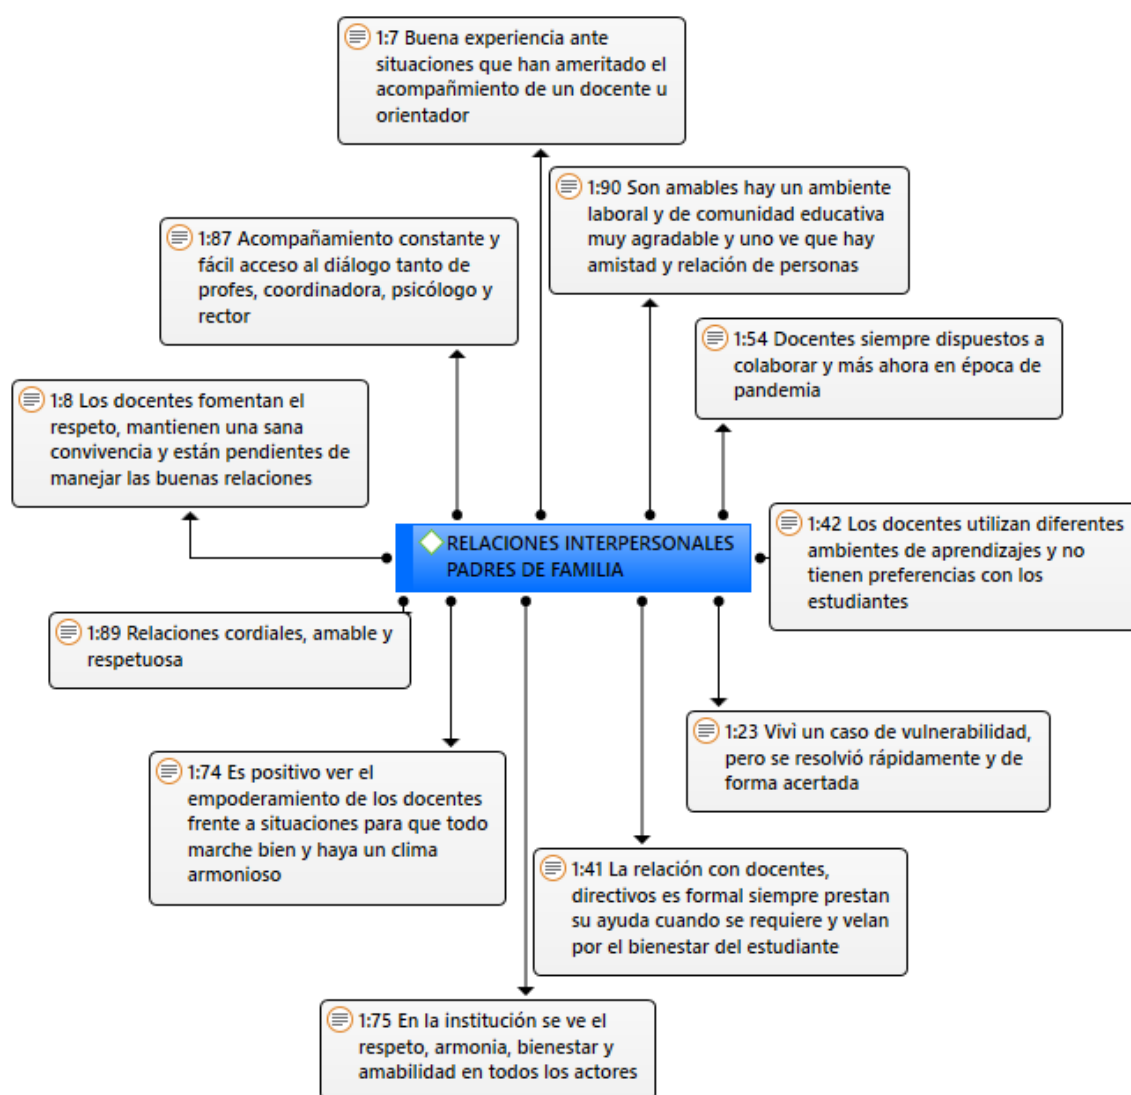 1:7 Buena experiencia ante
situaciones que han ameritado el
acompañmiento de un docente u
orientador
1:90 Son amables hay un ambiente
laboral y de comunidad educativa
muy agradable y uno ve que hay
amistad y relación de personas
1:87 Acompañamiento constante y
fácil acceso al diálogo tanto de
profes, coordinadora, psicólogo y
rector
1:54 Docentes siempre dispuestos a
colaborar y más ahora en época de
pandemia
1:8 Los docentes fomentan el
respeto, mantienen una sana
convivencia y están pendientes de
manejar las buenas relaciones
1:42 Los docentes utilizan diferentes
ambientes de aprendizajes y no
tienen preferencias con los
estudiantes
RELACIONES INTERPERSONALES
PADRES DE FAMILIA
1:89 Relaciones cordiales, amable y
respetuosa
1:23 Vivì un caso de vulnerabilidad,
pero se resolvió rápidamente y de
forma acertada
1:74 Es positivo ver el
empoderamiento de los docentes
frente a situaciones para que todo
marche bien y haya un clima
armonioso
1:41 La relación con docentes,
directivos es formal siempre prestan
su ayuda cuando se requiere y velan
por el bienestar del estudiante
1:75 En la institución se ve el
respeto, armonia, bienestar y
amabilidad en todos los actores